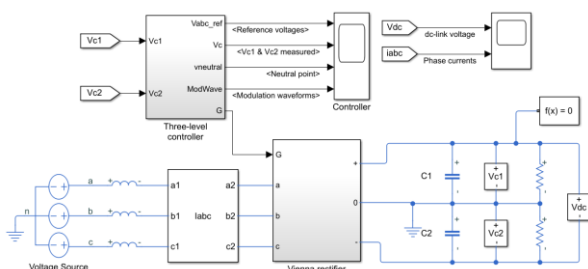 Vc1
Vc2
Vc1
Vc2
Vabc_ref
Vc
vneutral
ModWave
G
Three-level
controller
<Reference voltages>
<Vc1 & Vc2 measured>
<Neutral point>
<Modulation waveforms>
Controller
Vdc
iabc
dc-link voltage
Phase currents
f(x) = 0
n
a
b
c
+
-
+
-
+
-
Voltage Source
a1
b1
c1
Iabc
a2
b2
c2
G
a
b
c
+
0
-
Vienna rectifier
C1
C2
+
-
+
-
+
Vc1
-
+
Vc2
-
+
-
+
-
+
Vdc
-